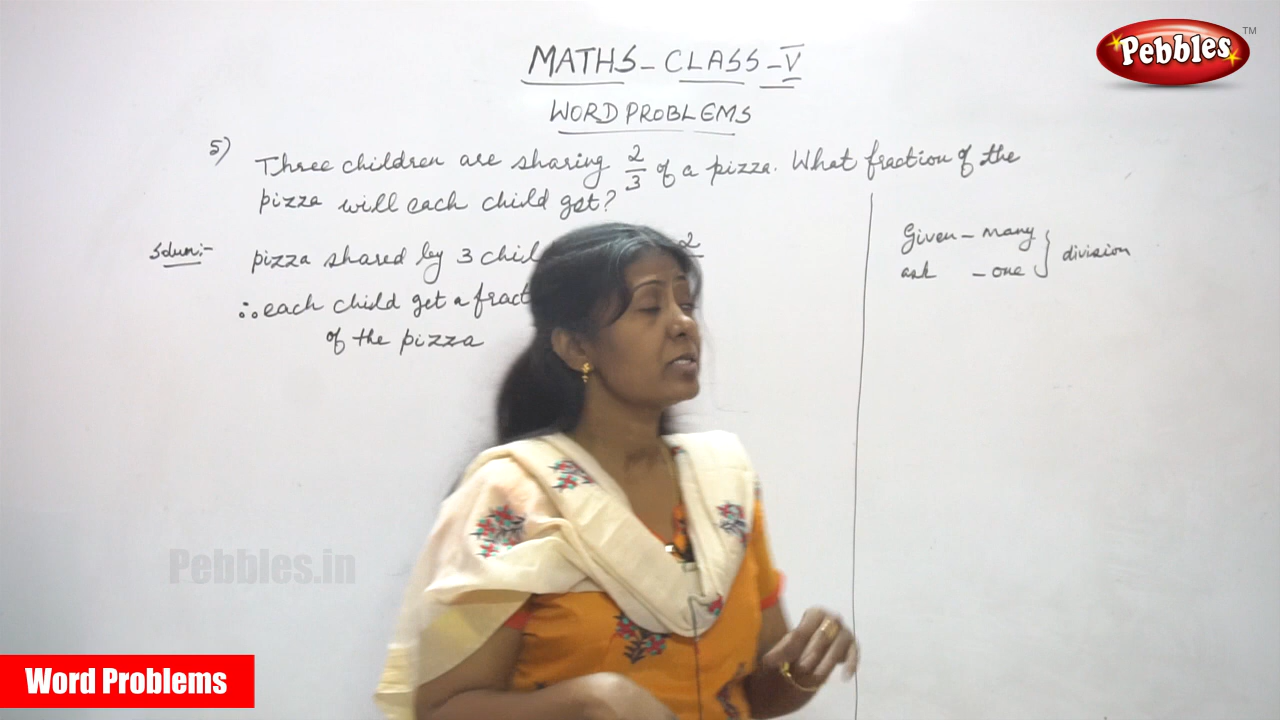 Pebbles TM
MATHS - CLASS - V
WORD PROBLEMS
5) Three children are sharing 2/3 of a pizza. What fraction of the
pizza will each child get?
Soln:- pizza shared by 3 chil 2
∴ each child get a fract
of the pizza
Given - many
ask - one } division
Pebbles.in
Word Problems